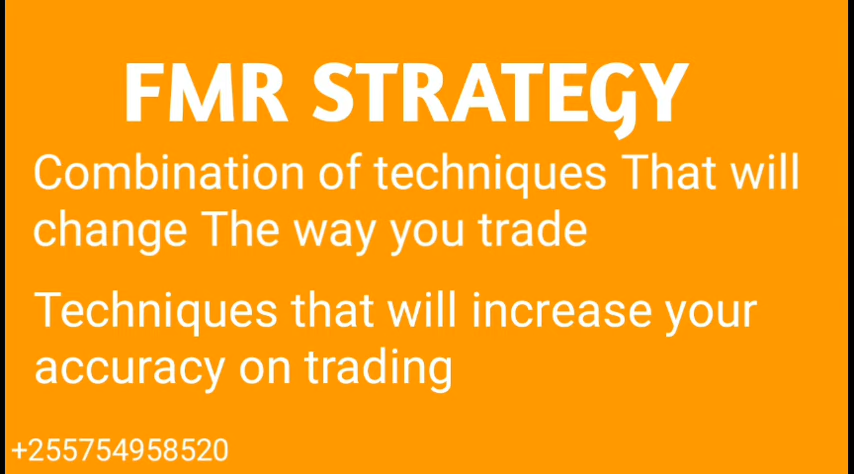 FMR STRATEGY
Combination of techniques That will
change The way you trade
Techniques that will increase your
accuracy on trading
+255754958520